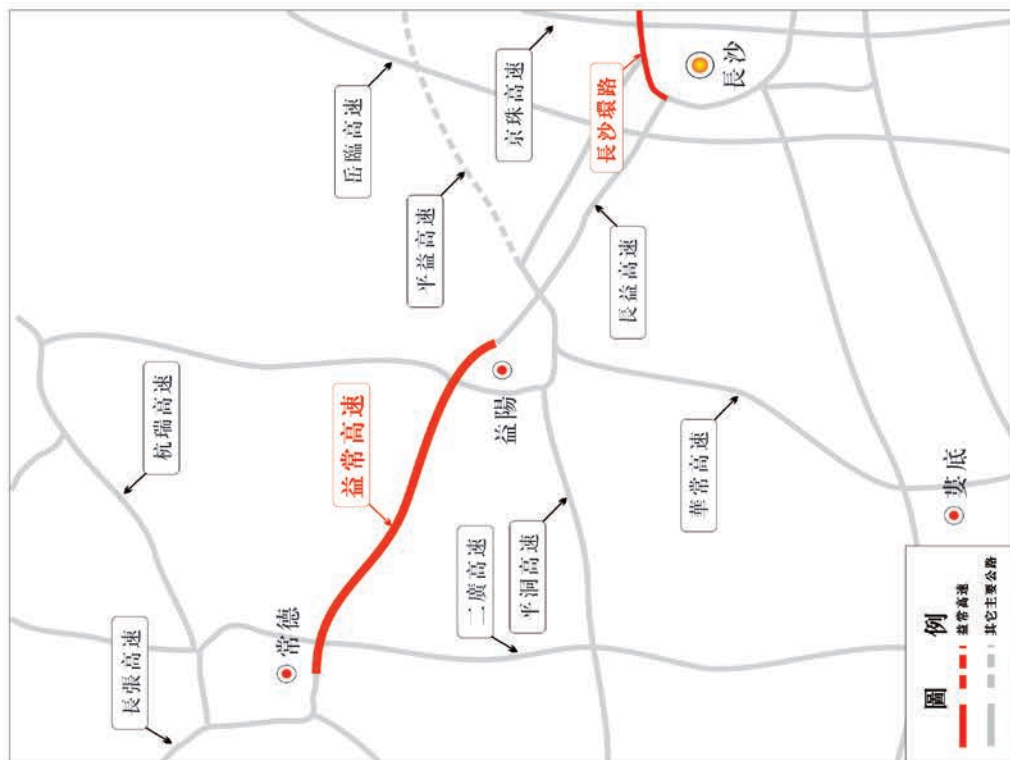 長張高速
杭瑞高速
常德
益常高速
岳臨高速
平益高速
二廣高速
益陽
京珠高速
平洞高速
長沙環路
長益高速
華常高速
長沙
婁底
圖例
益常高速
其它主要公路